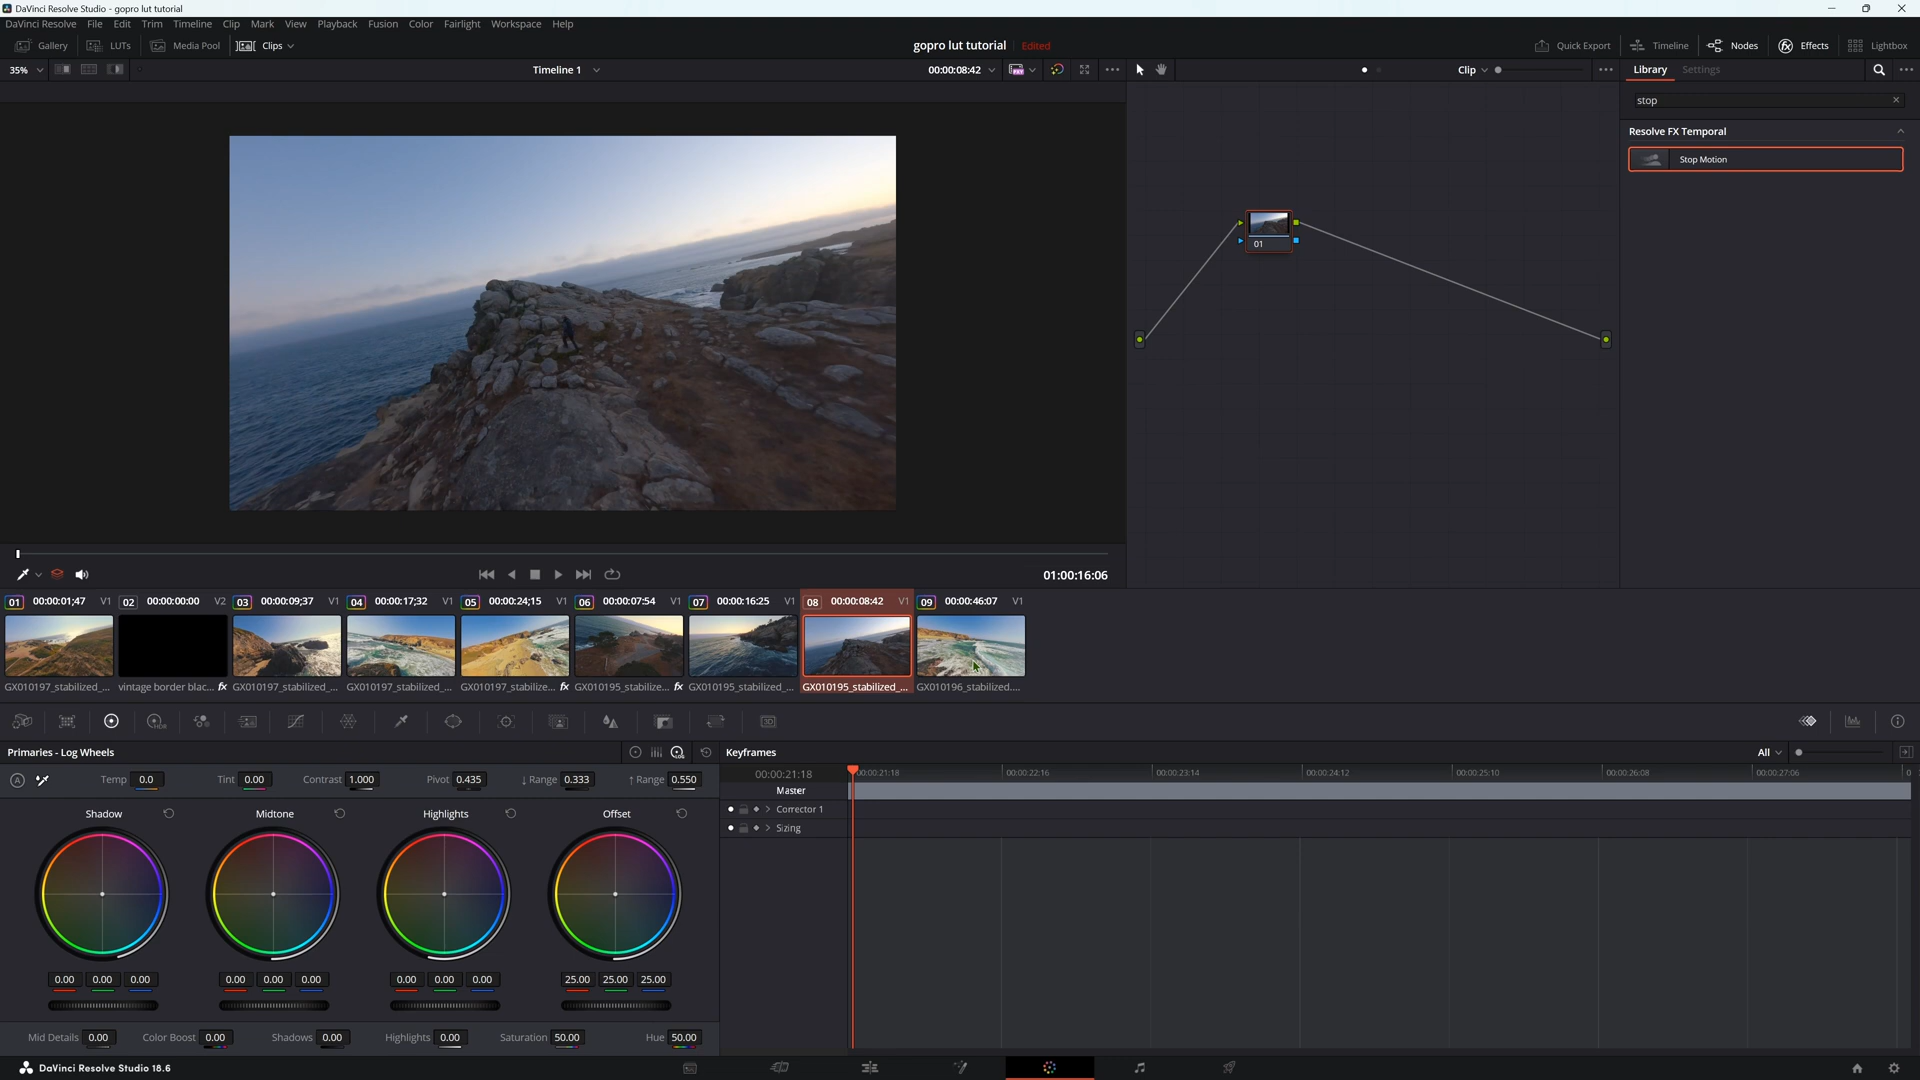 DaVinci Resolve Studio - gopro lut tutorial
DaVinci Resolve File Edit Trim Timeline Clip Mark View Playback Fusion Color Fairlight Workspace Help
Gallery LUTs Media Pool Clips gopro lut tutorial Edited Quick Export Timeline Nodes Effects Lightbox
35% Timeline 1 00:00:08:42 Clip Library Settings
stop
Resolve FX Temporal
Stop Motion
01
01:00:16:06
01 00:00:01;47 V1 02 00:00:00:00 V2 03 00:00:09;37 V1 04 00:00:17;32 V1 05 00:00:24;15 V1 06 00:00:07:54 V1 07 00:00:16:25 V1 08 00:00:08:42 V1 09 00:00:46:07 V1
GX010197_stabilized_... vintage border blac... fx GX010197_stabilized_... GX010197_stabilized_... GX010197_stabilize... fx GX010195_stabilize... fx GX010195_stabilized_... GX010195_stabilized_... GX010196_stabilized....
HDR 3D
Primaries - Log Wheels Keyframes All
A Temp 0.0 Tint 0.00 Contrast 1.000 Pivot 0.435 ↓ Range 0.333 ↑ Range 0.550
00:00:21:18 00:00:21:18 00:00:22:16 00:00:23:14 00:00:24:12 00:00:25:10 00:00:26:08 00:00:27:06
Master
Corrector 1
Sizing
Shadow Midtone Highlights Offset
0.00 0.00 0.00 0.00 0.00 0.00 0.00 0.00 0.00 25.00 25.00 25.00
Mid Details 0.00 Color Boost 0.00 Shadows 0.00 Highlights 0.00 Saturation 50.00 Hue 50.00
DaVinci Resolve Studio 18.6